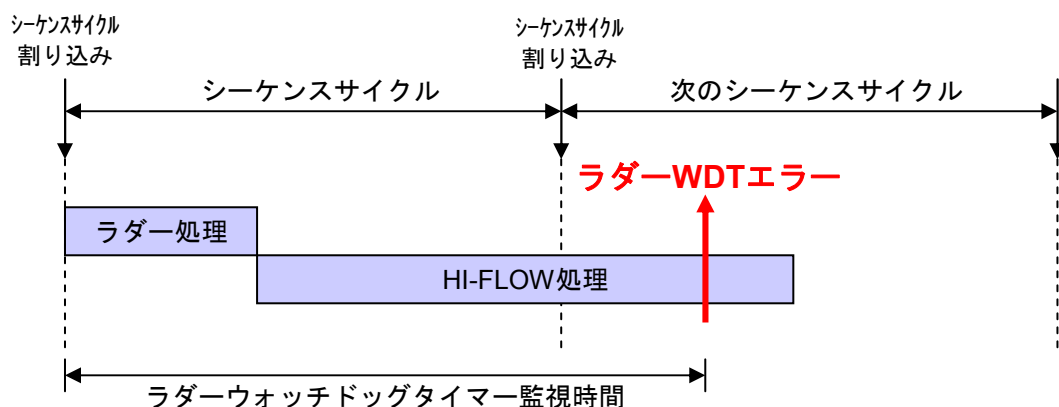 ｼｰｹﾝｽｻｲｸﾙ
割り込み
ｼｰｹﾝｽｻｲｸﾙ
割り込み
シーケンスサイクル
次のシーケンスサイクル
ラダーWDTエラー
ラダー処理
HI-FLOW処理
ラダーウォッチドッグタイマー監視時間